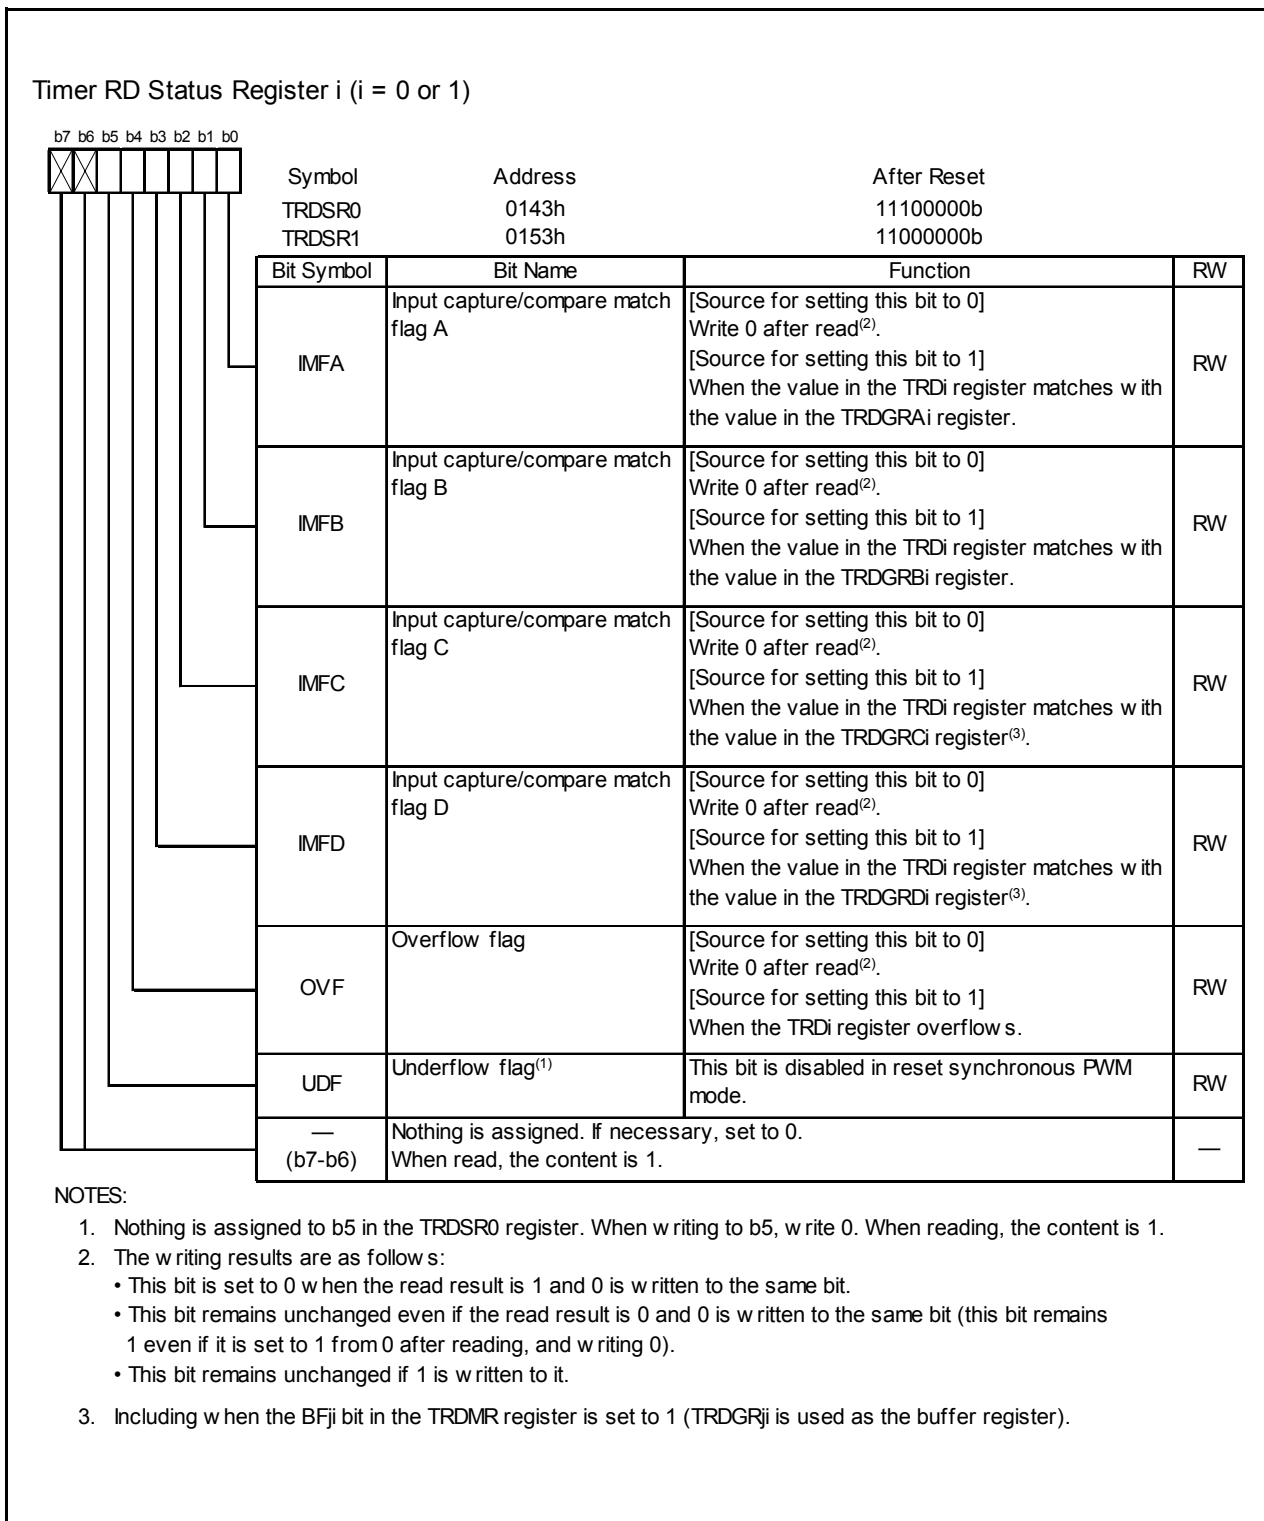 Timer RD Status Register i (i = 0 or 1)
b7 b6 b5 b4 b3 b2 b1 b0
Symbol Address After Reset
TRDSR0 0143h 11100000b
TRDSR1 0153h 11000000b
Bit Symbol Bit Name Function RW
IMFA Input capture/compare match [Source for setting this bit to 0] RW
flag A Write 0 after read(2).
[Source for setting this bit to 1]
When the value in the TRDi register matches with
the value in the TRDGRAi register.
IMFB Input capture/compare match [Source for setting this bit to 0] RW
flag B Write 0 after read(2).
[Source for setting this bit to 1]
When the value in the TRDi register matches with
the value in the TRDGRBi register.
IMFC Input capture/compare match [Source for setting this bit to 0] RW
flag C Write 0 after read(2).
[Source for setting this bit to 1]
When the value in the TRDi register matches with
the value in the TRDGRCi register(3).
IMFD Input capture/compare match [Source for setting this bit to 0] RW
flag D Write 0 after read(2).
[Source for setting this bit to 1]
When the value in the TRDi register matches with
the value in the TRDGRDi register(3).
OVF Overflow flag [Source for setting this bit to 0] RW
Write 0 after read(2).
[Source for setting this bit to 1]
When the TRDi register overflows.
UDF Underflow flag(1) This bit is disabled in reset synchronous PWM RW
mode.
— Nothing is assigned. If necessary, set to 0. —
(b7-b6) When read, the content is 1.
NOTES:
1. Nothing is assigned to b5 in the TRDSR0 register. When writing to b5, write 0. When reading, the content is 1.
2. The writing results are as follows:
• This bit is set to 0 when the read result is 1 and 0 is written to the same bit.
• This bit remains unchanged even if the read result is 0 and 0 is written to the same bit (this bit remains
1 even if it is set to 1 from 0 after reading, and writing 0).
• This bit remains unchanged if 1 is written to it.
3. Including when the BFji bit in the TRDMR register is set to 1 (TRDGRji is used as the buffer register).